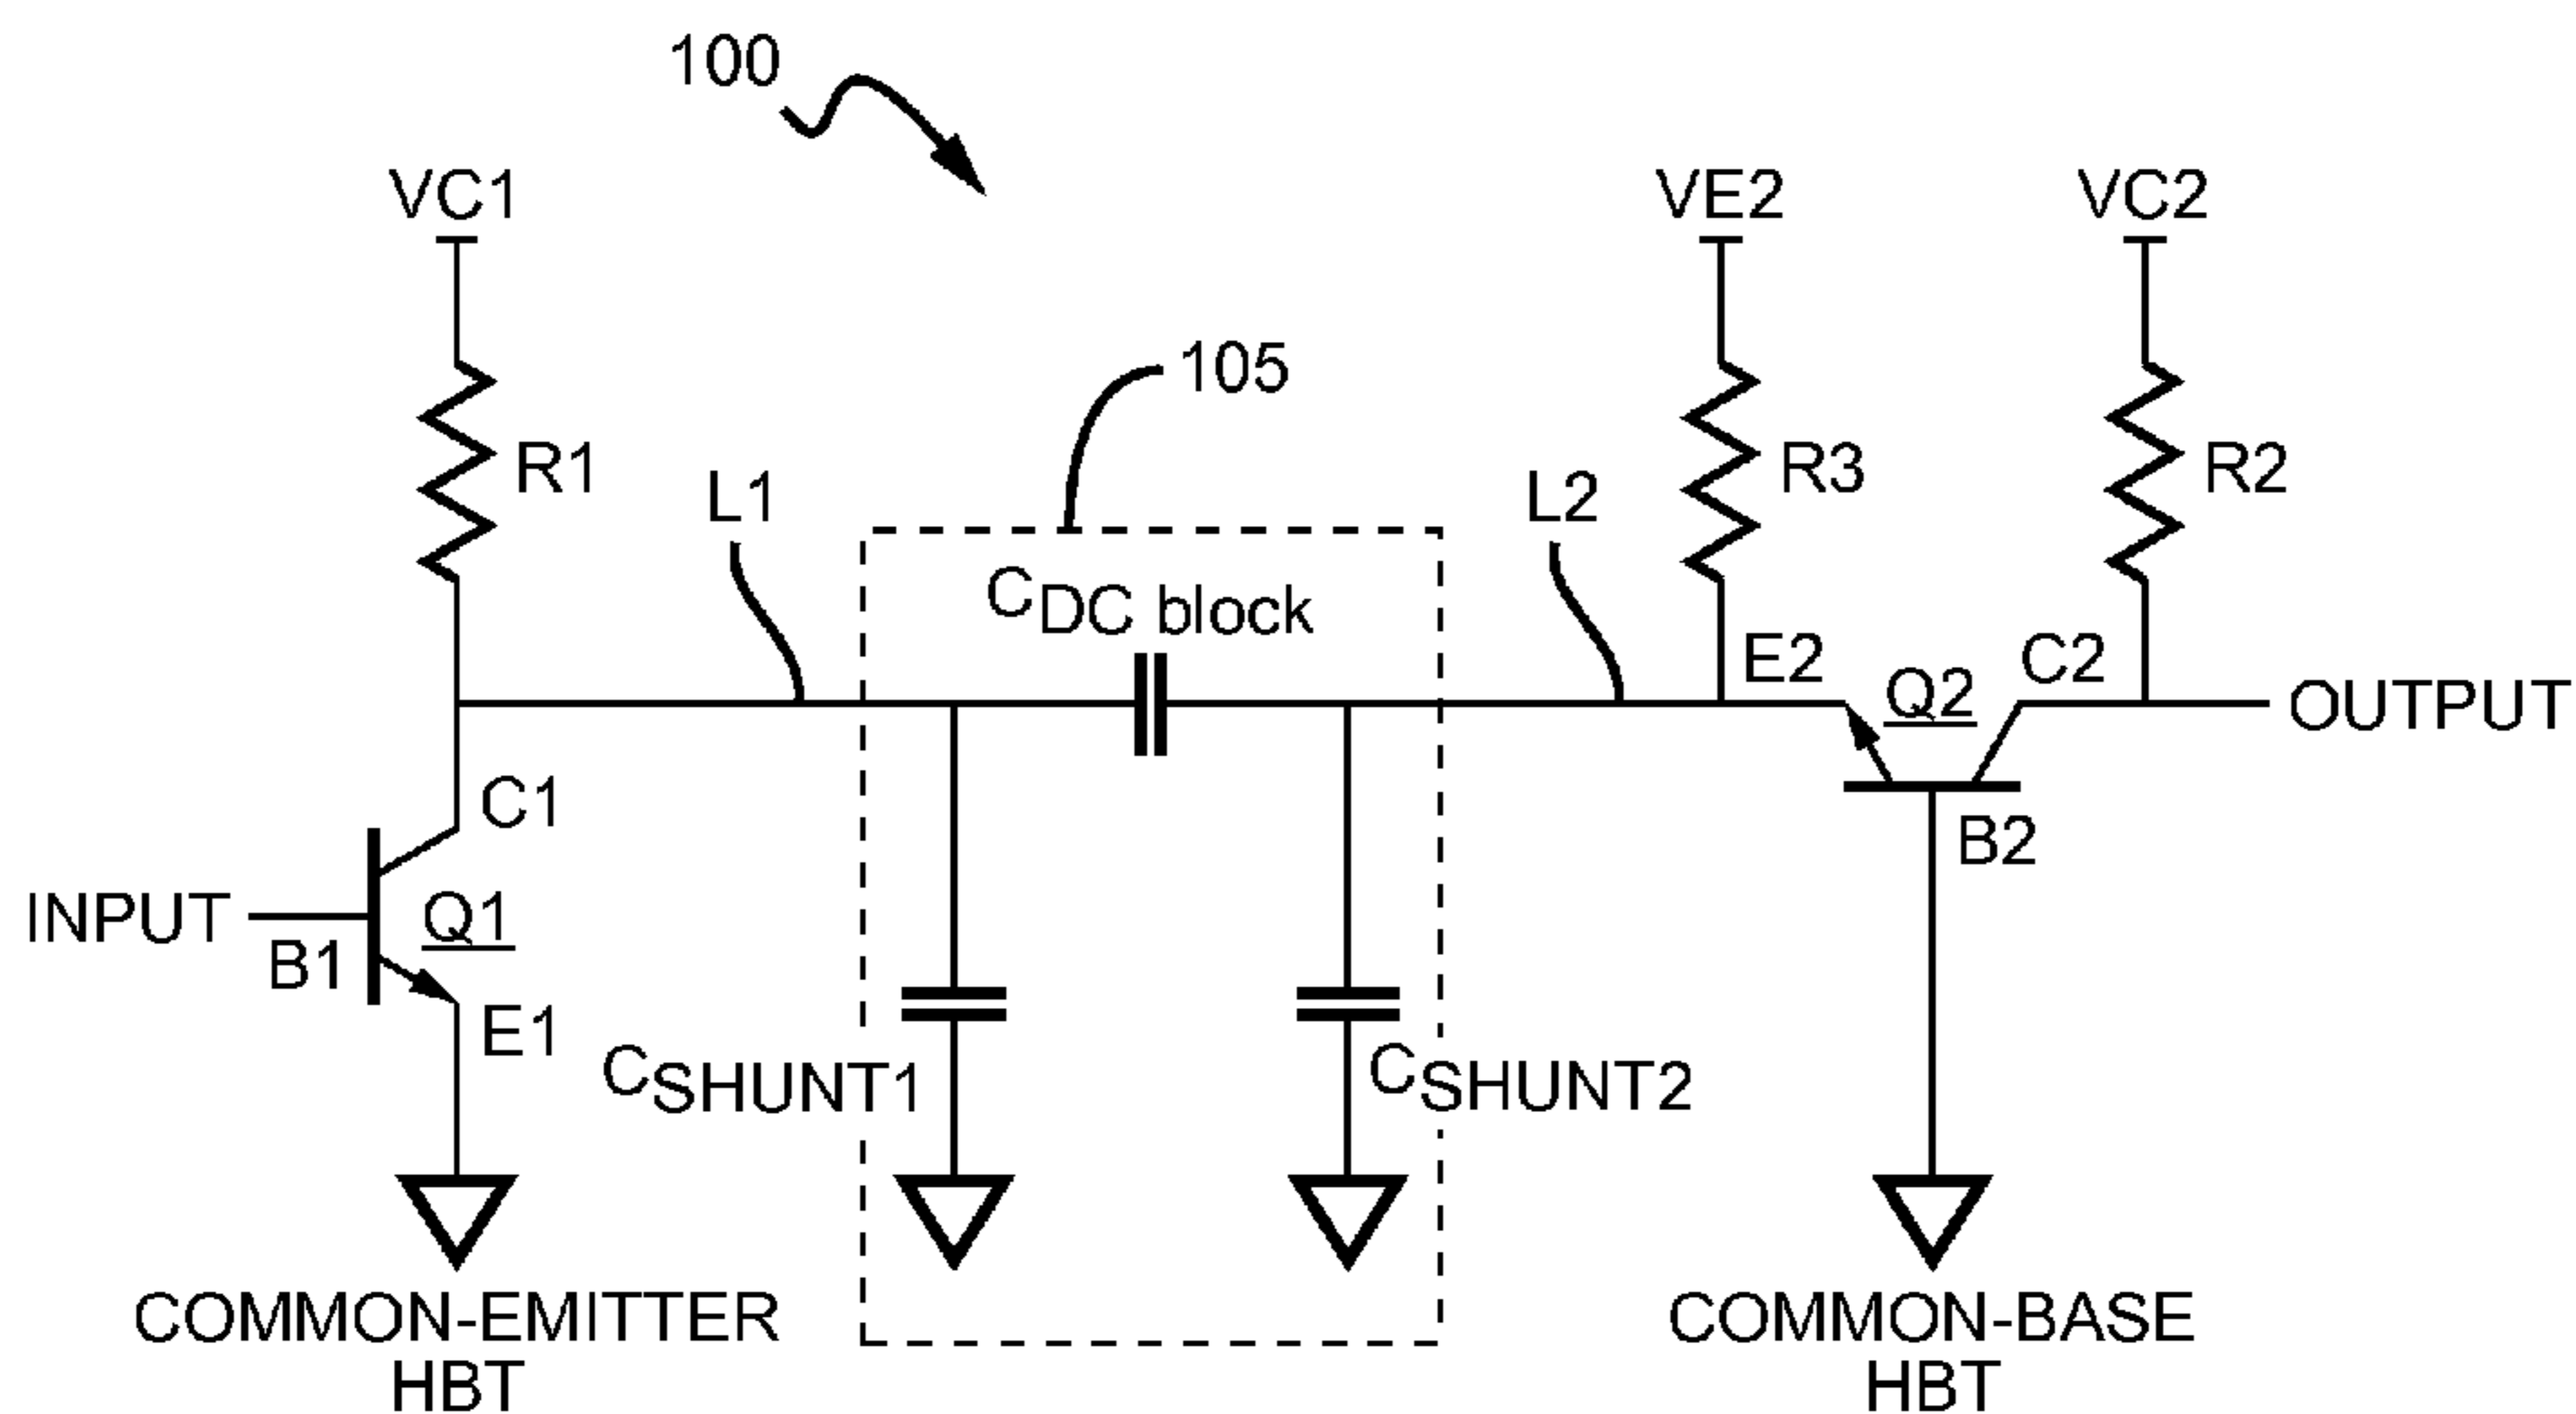 100
VC1
VE2
VC2
105
R1
L1
L2
R3
R2
CDC block
E2
Q2
C2
OUTPUT
C1
B2
INPUT
B1
Q1
E1
CSHUNT1
CSHUNT2
COMMON-EMITTER
HBT
COMMON-BASE
HBT